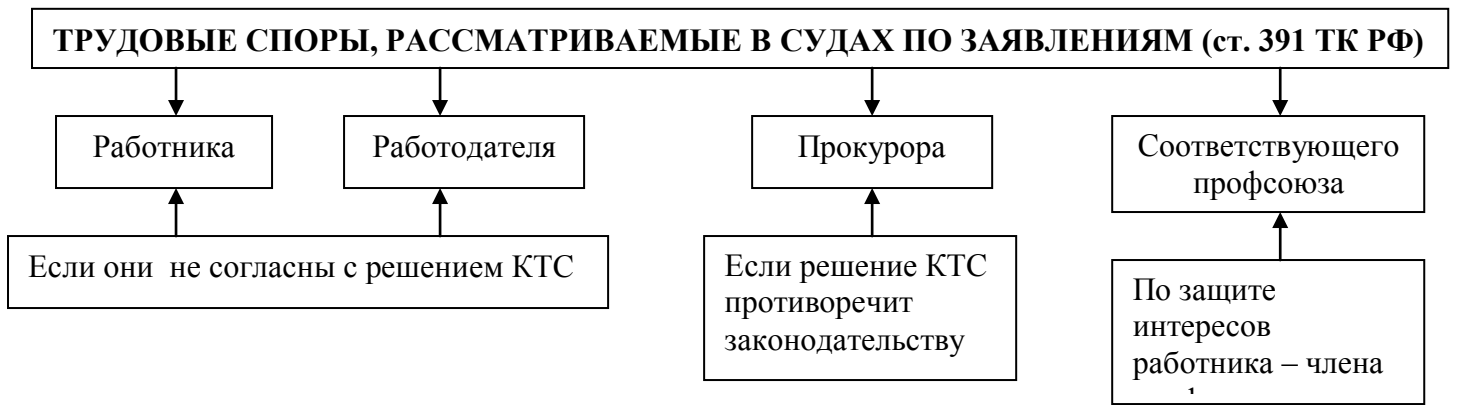 ТРУДОВЫЕ СПОРЫ, РАССМАТРИВАЕМЫЕ В СУДАХ ПО ЗАЯВЛЕНИЯМ (ст. 391 ТК РФ)
Работника
Работодателя
Прокурора
Соответствующего
профсоюза
Если они не согласны с решением КТС
Если решение КТС
противоречит
законодательству
По защите
интересов
работника – члена